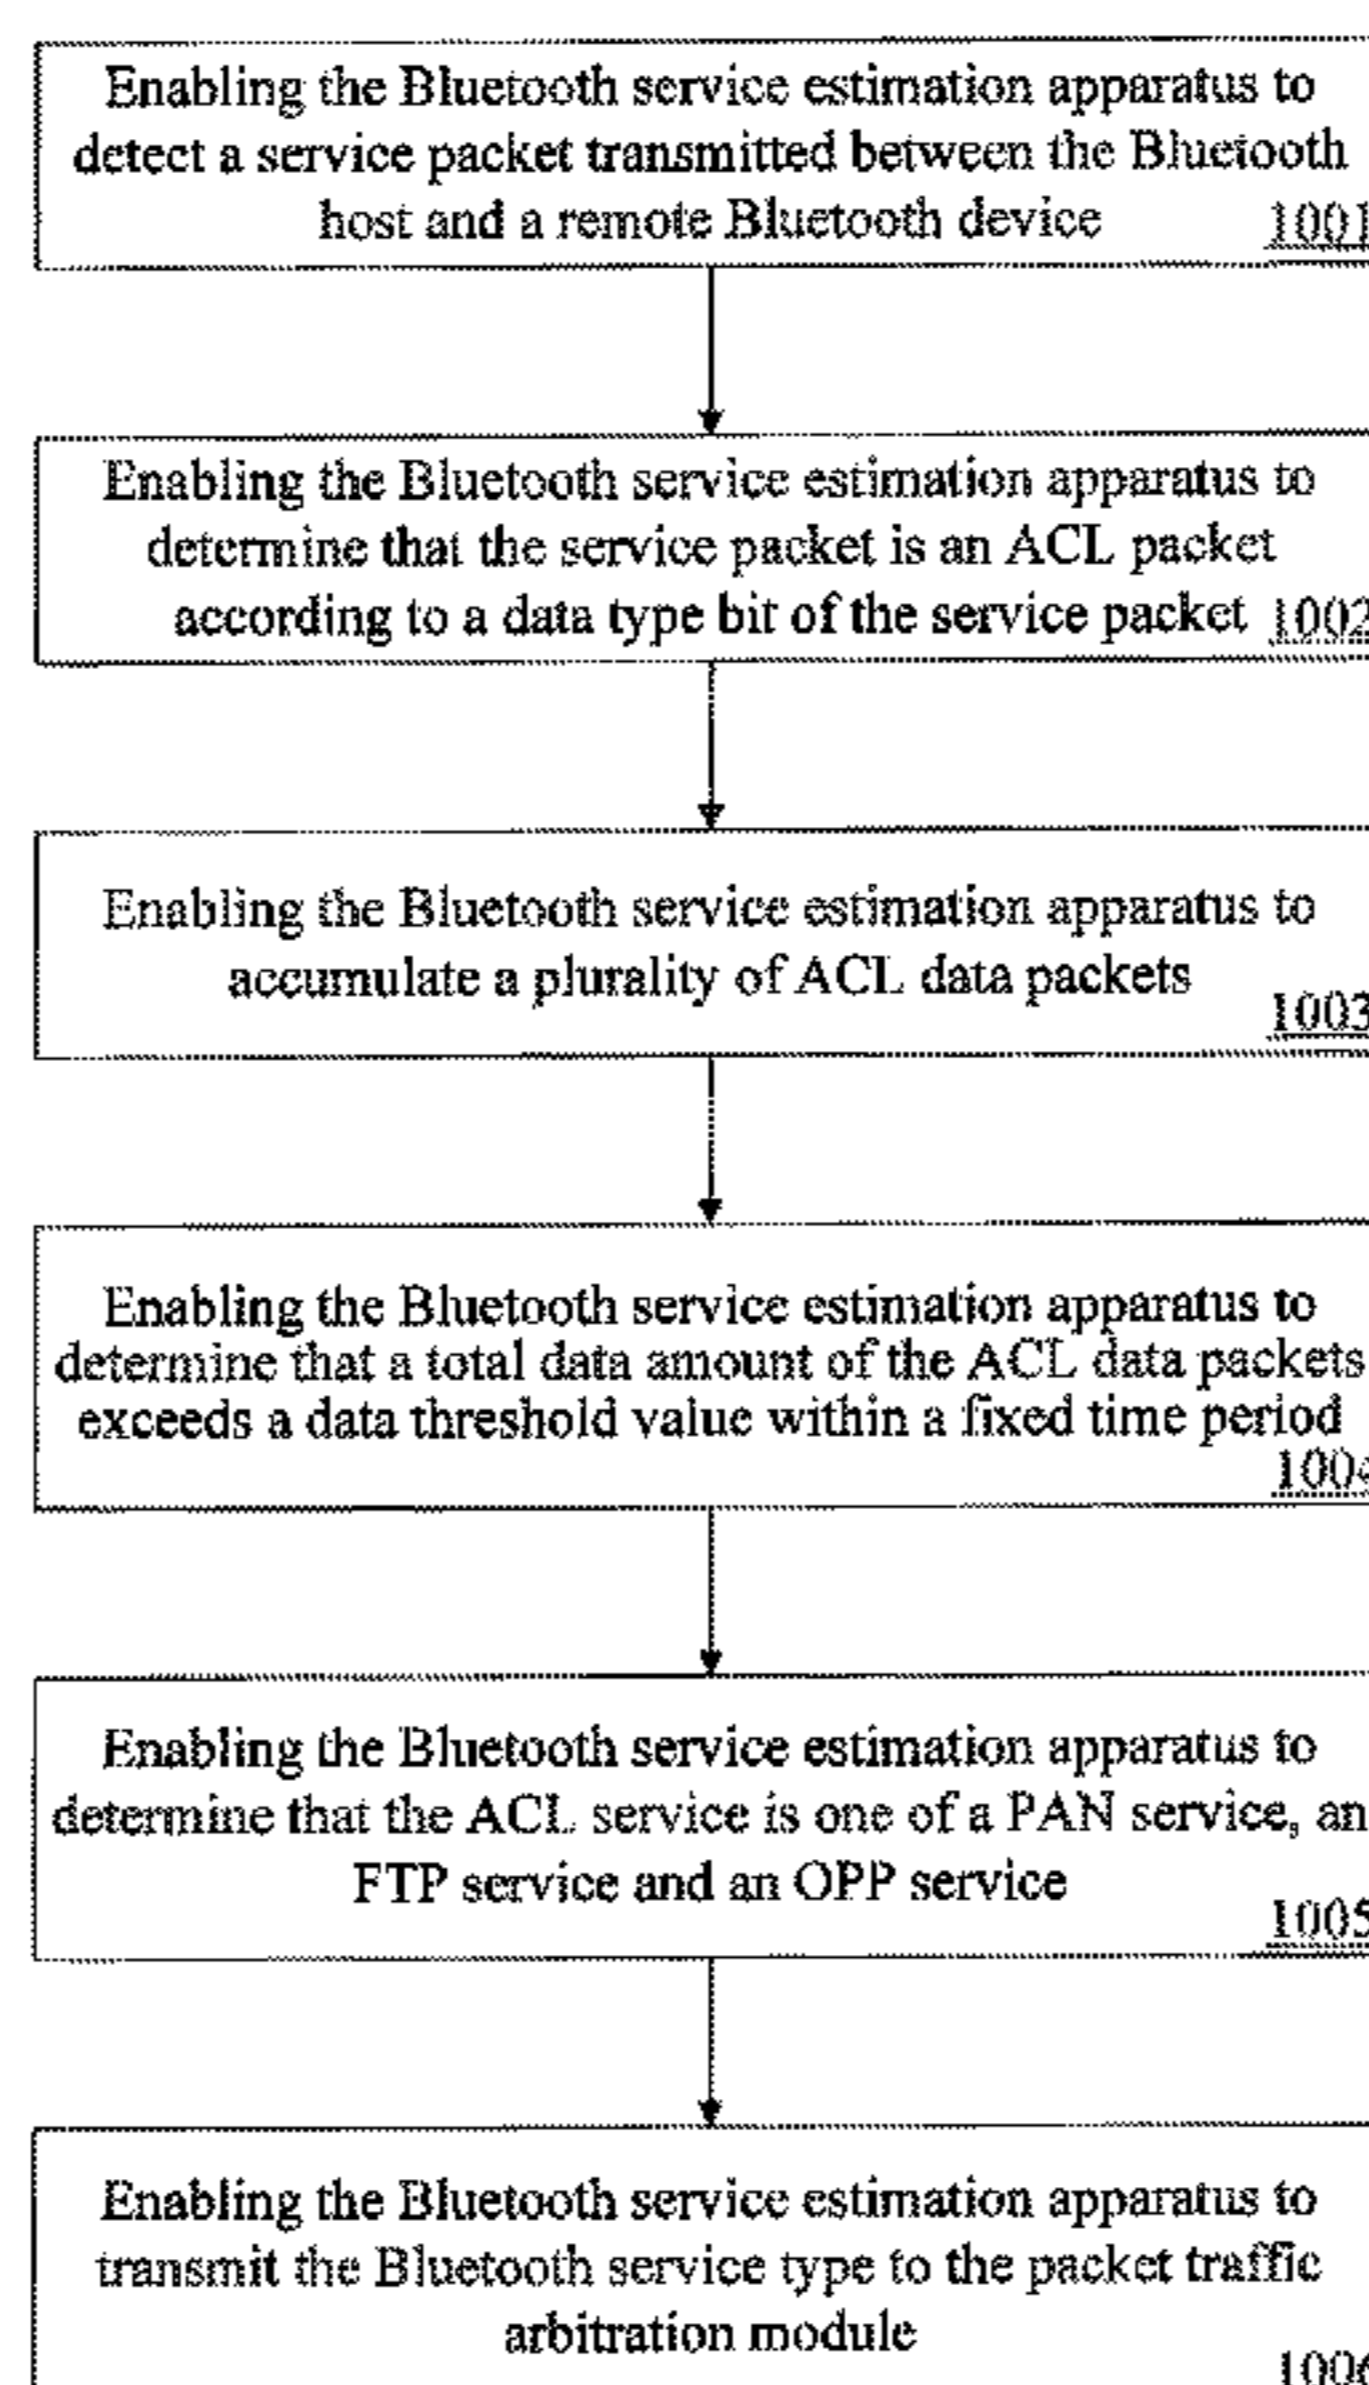 Enabling the Bluetooth service estimation apparatus to
detect a service packet transmitted between the Bluetooth
host and a remote Bluetooth device
1001
Enabling the Bluetooth service estimation apparatus to
determine that the service packet is an ACL packet
according to a data type bit of the service packet 1002
Enabling the Bluetooth service estimation apparatus to
accumulate a plurality of ACL data packets
1003
Enabling the Bluetooth service estimation apparatus to
determine that a total data amount of the ACL data packets
exceeds a data threshold value within a fixed time period
1004
Enabling the Bluetooth service estimation apparatus to
determine that the ACL service is one of a PAN service, an
FTP service and an OPP service
1005
Enabling the Bluetooth service estimation apparatus to
transmit the Bluetooth service type to the packet traffic
arbitration module
1006